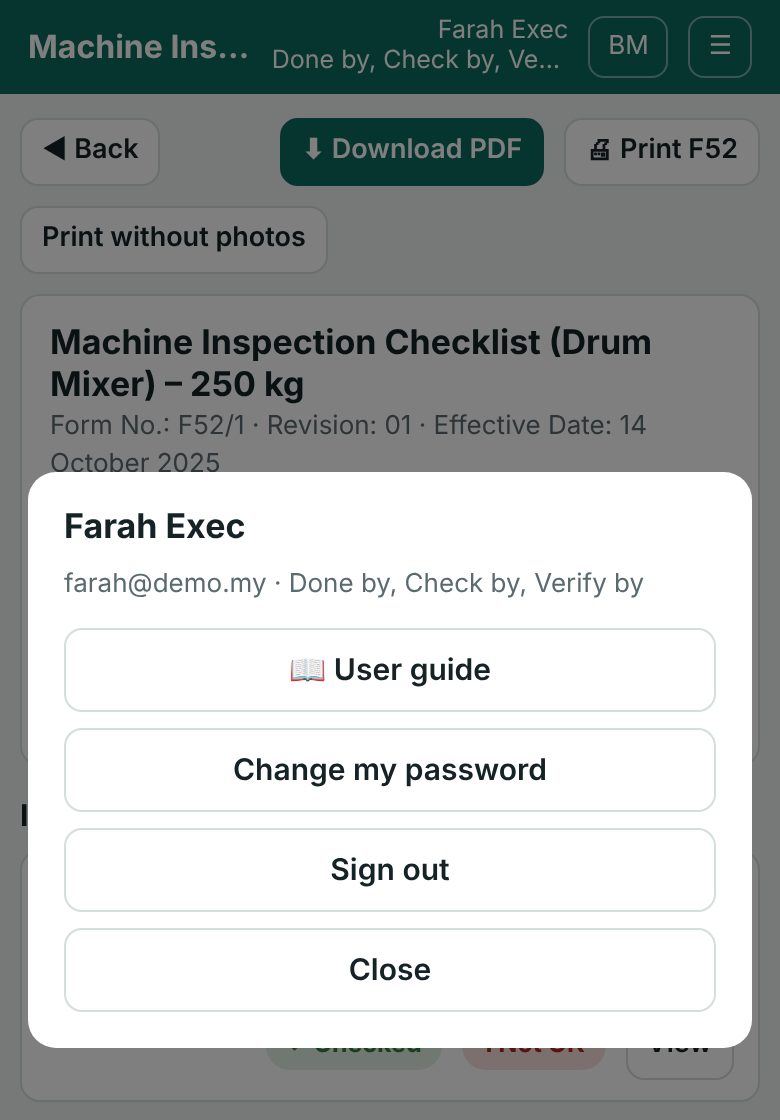 Machine Ins...
Farah Exec
Done by, Check by, Ve...
BM
☰
◀ Back
⬇ Download PDF
🖨 Print F52
Print without photos
Machine Inspection Checklist (Drum
Mixer) – 250 kg
Form No.: F52/1 · Revision: 01 · Effective Date: 14
October 2025
Farah Exec
farah@demo.my · Done by, Check by, Verify by
📖 User guide
Change my password
Sign out
Close